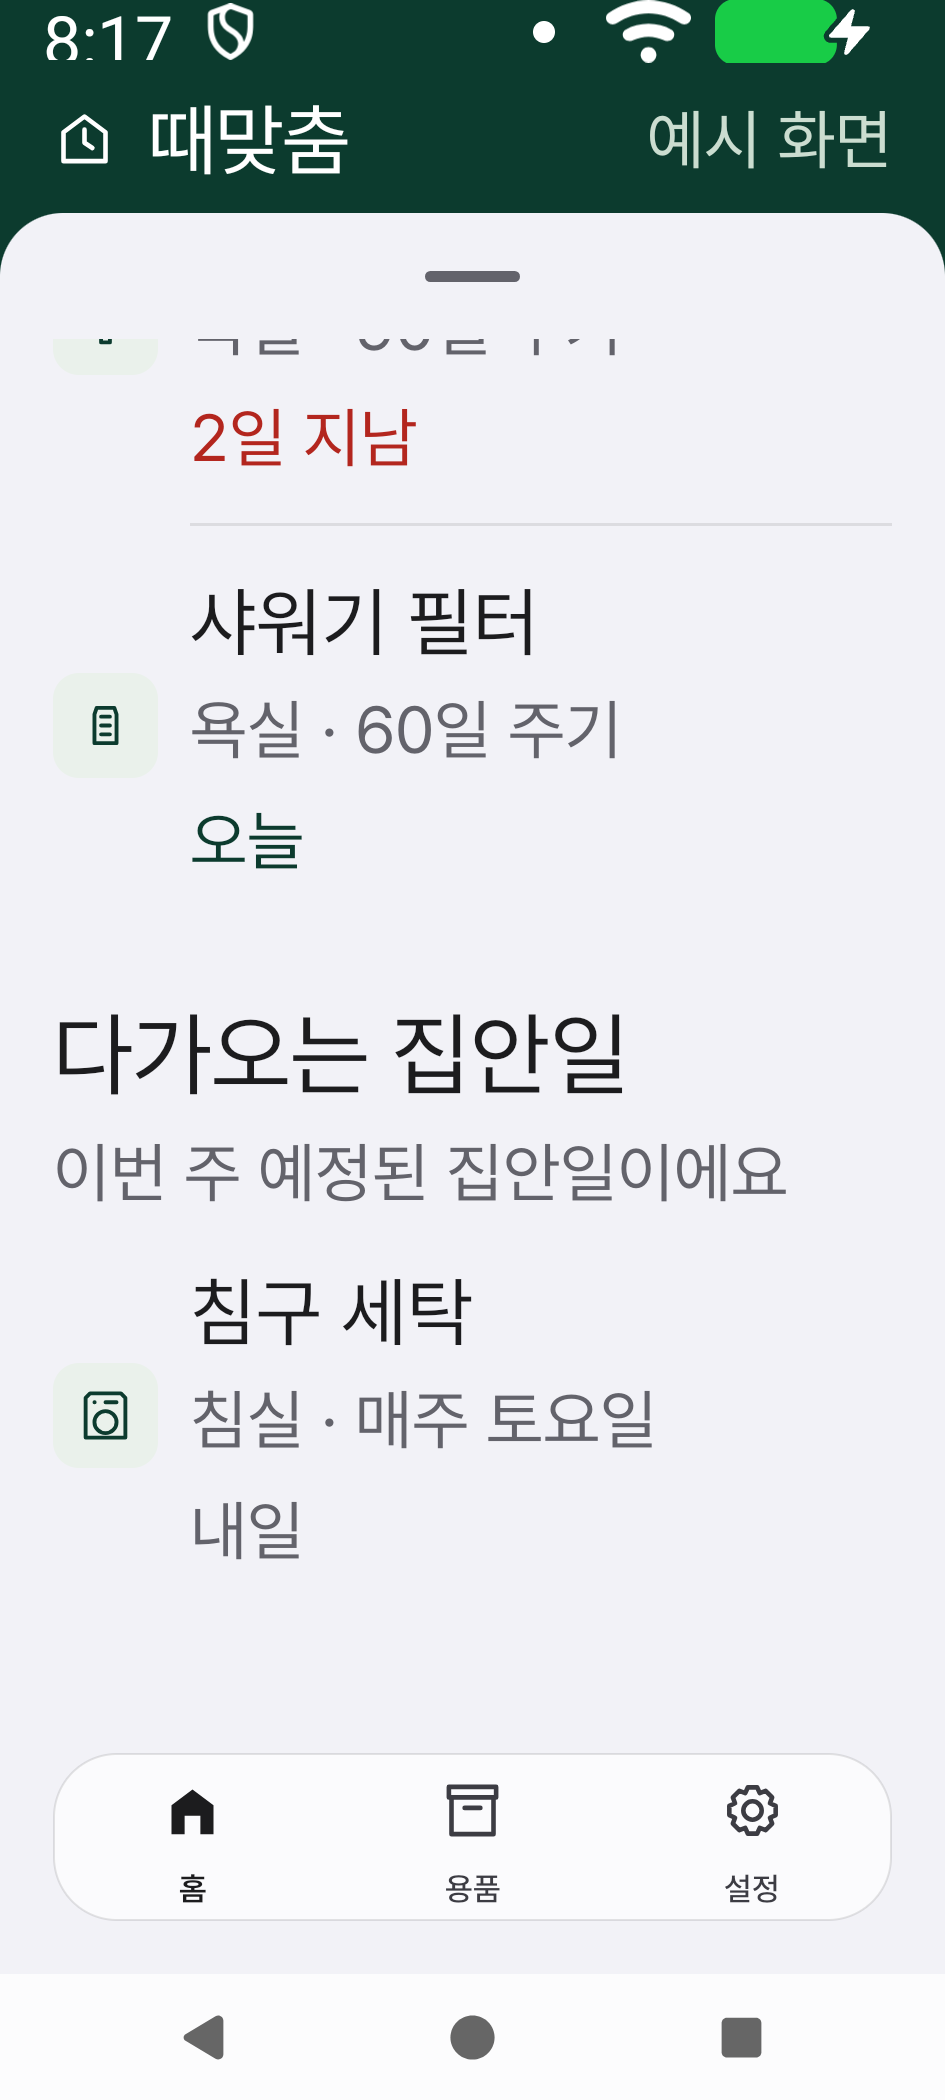 8:17
때맞춤
예시 화면
2일 지남
샤워기 필터
욕실 · 60일 주기
오늘
다가오는 집안일
이번 주 예정된 집안일이에요
침구 세탁
침실 · 매주 토요일
내일
홈
용품
설정